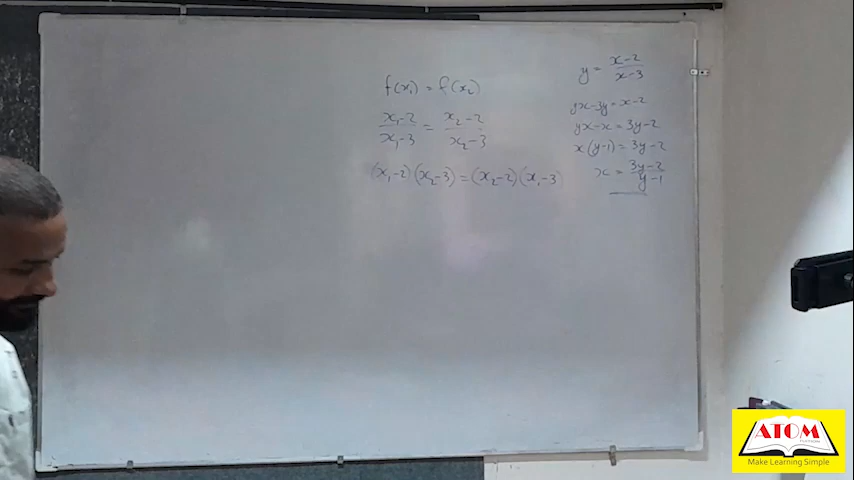 f(x₁) = f(x₂)
x₁-2/x₁-3 = x₂-2/x₂-3
(x₁-2)(x₂-3) = (x₂-2)(x₁-3)
y = x-2/x-3
yx-3y = x-2
yx-x = 3y-2
x(y-1) = 3y-2
x = 3y-2/y-1
ATOM
Make Learning Simple